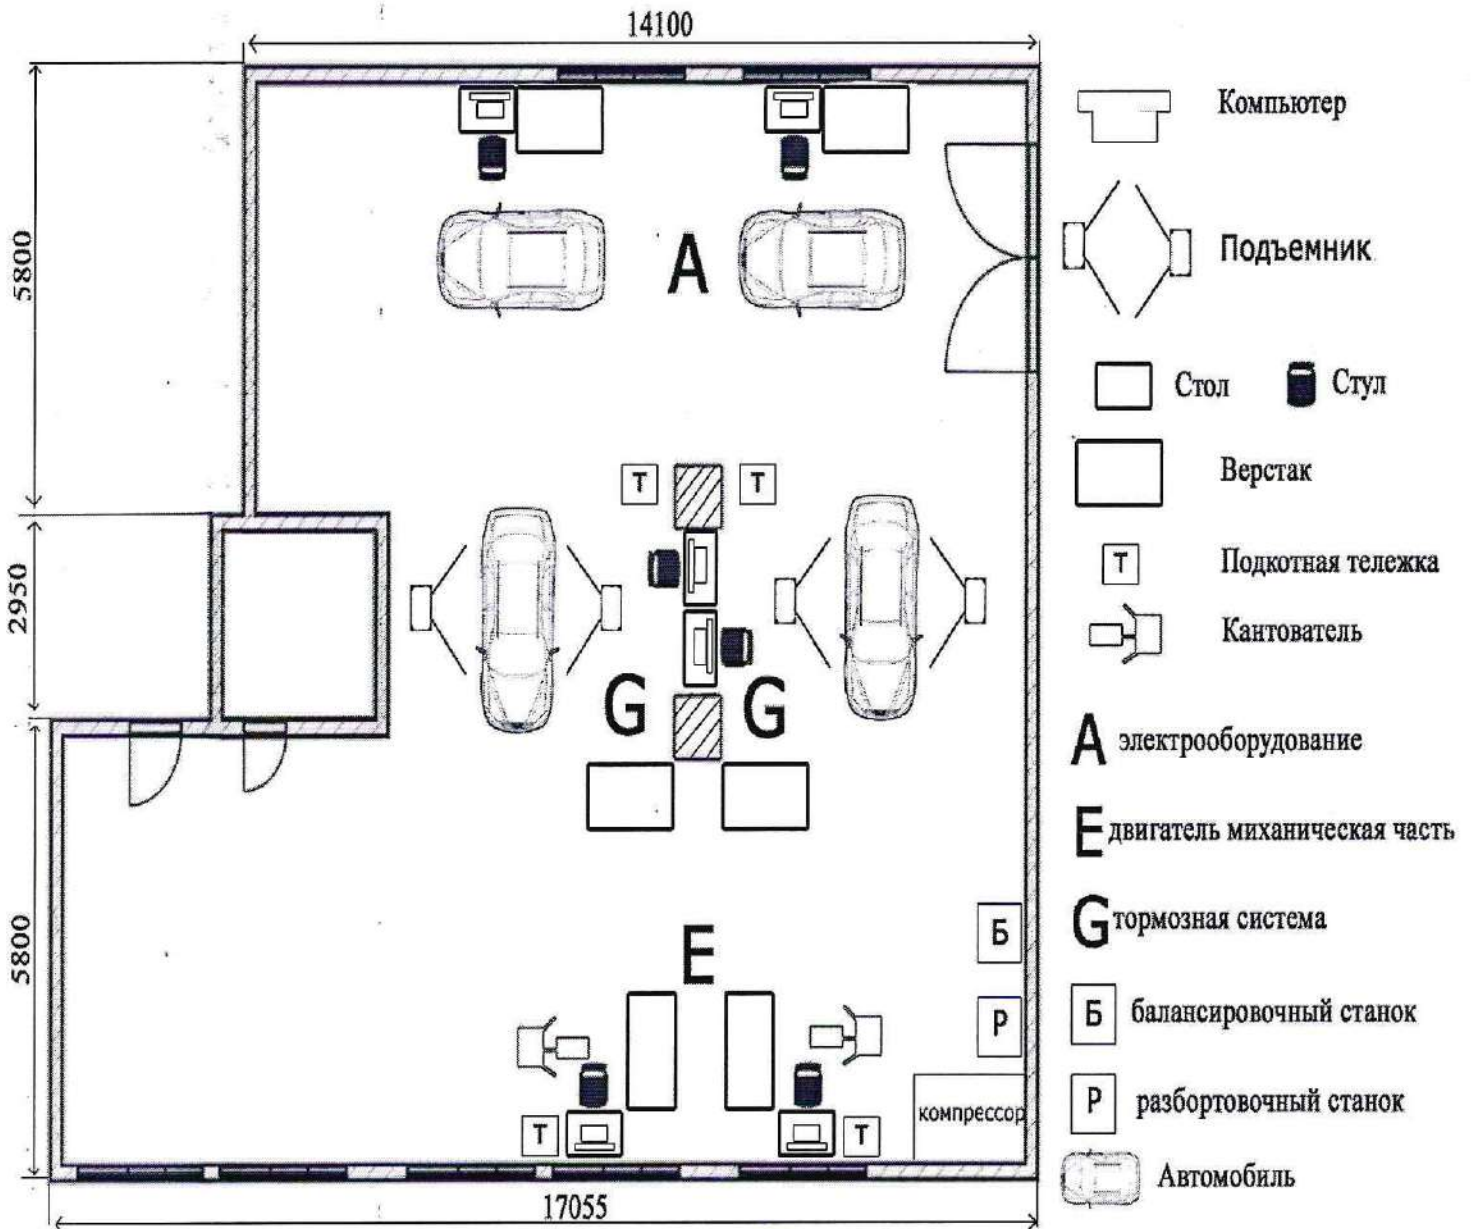 14100
5800
2950
5800
17055
A
T
T
G
G
E
Б
Р
компрессор
T
T
Компьютер
Подъемник
Стол
Стул
Верстак
T
Подкотная тележка
Кантователь
A электрооборудование
E двигатель миханическая часть
G тормозная система
Б балансировочный станок
Р разбортовочный станок
Автомобиль